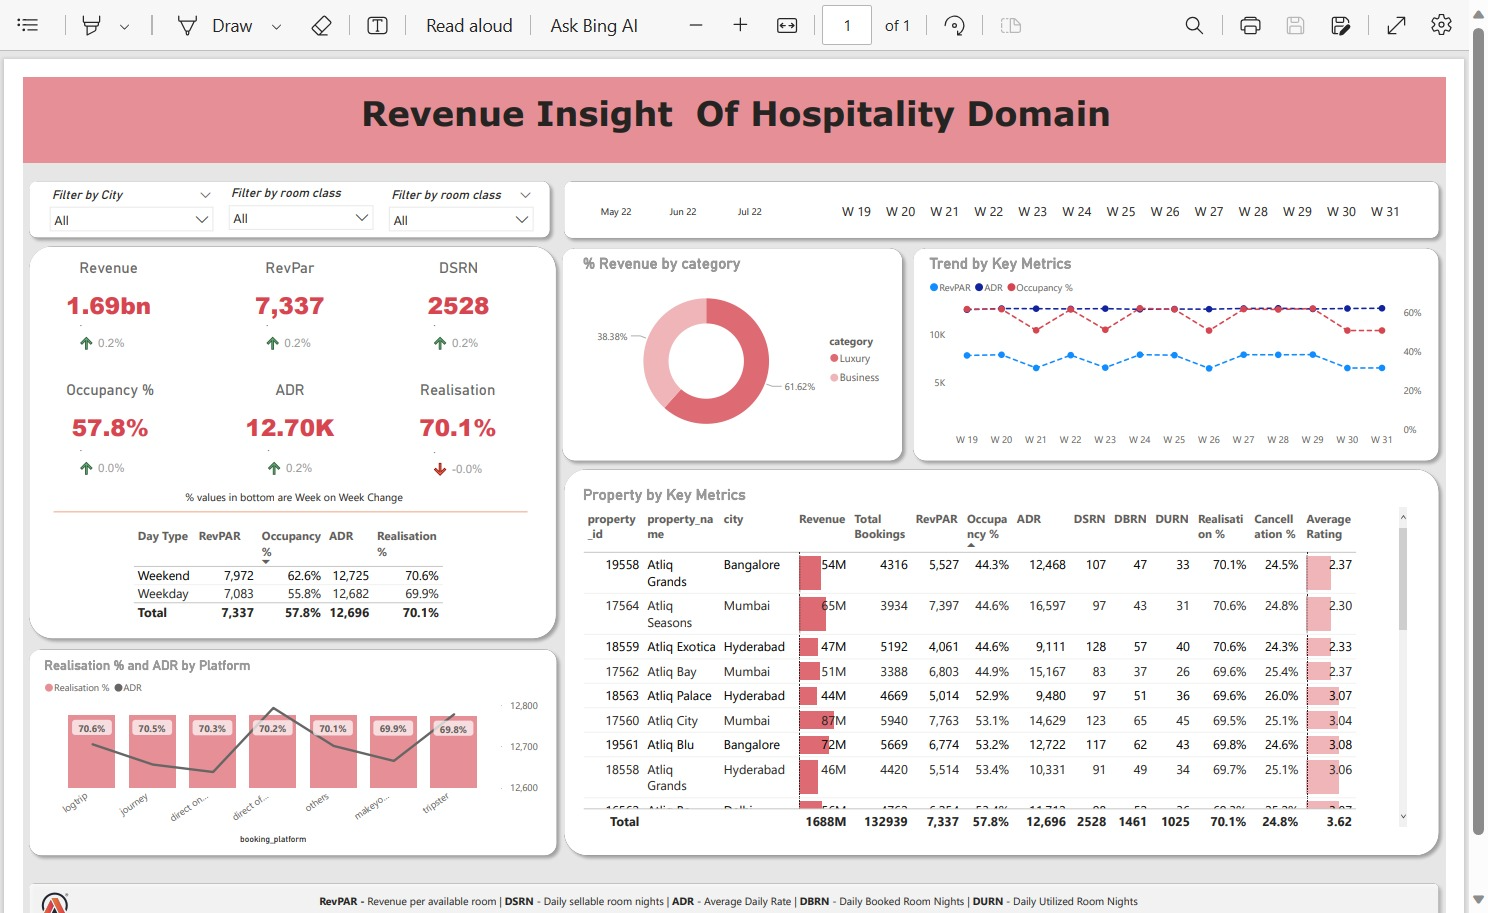 Draw
Read aloud
Ask Bing AI
1
of 1
Revenue Insight Of Hospitality Domain
Filter by City
All
Filter by room class
All
Filter by room class
All
May 22 Jun 22 Jul 22
W 19 W 20 W 21 W 22 W 23 W 24 W 25 W 26 W 27 W 28 W 29 W 30 W 31
Revenue RevPar DSRN
1.69bn 7,337 2528
0.2% 0.2% 0.2%
Occupancy % ADR Realisation
57.8% 12.70K 70.1%
0.0% 0.2% -0.0%
% values in bottom are Week on Week Change
Day Type RevPAR Occupancy % ADR Realisation %
Weekend 7,972 62.6% 12,725 70.6%
Weekday 7,083 55.8% 12,682 69.9%
Total 7,337 57.8% 12,696 70.1%
% Revenue by category
38.38%
61.62%
category
Luxury
Business
Trend by Key Metrics
RevPAR ADR Occupancy %
10K
5K
60%
40%
20%
0%
W 19 W 20 W 21 W 22 W 23 W 24 W 25 W 26 W 27 W 28 W 29 W 30 W 31
Realisation % and ADR by Platform
Realisation % ADR
70.6% 70.5% 70.3% 70.2% 70.1% 69.9% 69.8%
12,800
12,700
12,600
logtrip journey direct on... direct of... others makeyo... tripster
booking_platform
Property by Key Metrics
property_id property_name city Revenue Total Bookings RevPAR Occupancy % ADR DSRN DBRN DURN Realisation % Cancellation % Average Rating
19558 Atliq Grands Bangalore 54M 4316 5,527 44.3% 12,468 107 47 33 70.1% 24.5% 2.37
17564 Atliq Seasons Mumbai 65M 3934 7,397 44.6% 16,597 97 43 31 70.6% 24.8% 2.30
18559 Atliq Exotica Hyderabad 47M 5192 4,061 44.6% 9,111 128 57 40 70.6% 24.3% 2.33
17562 Atliq Bay Mumbai 51M 3388 6,803 44.9% 15,167 83 37 26 69.6% 25.4% 2.37
18563 Atliq Palace Hyderabad 44M 4669 5,014 52.9% 9,480 97 51 36 69.6% 26.0% 3.07
17560 Atliq City Mumbai 87M 5940 7,763 53.1% 14,629 123 65 45 69.5% 25.1% 3.04
19561 Atliq Blu Bangalore 72M 5669 6,774 53.2% 12,722 117 62 43 69.8% 24.6% 3.08
18558 Atliq Grands Hyderabad 46M 4420 5,514 53.4% 10,331 91 49 34 69.7% 25.1% 3.06
Total 1688M 132939 7,337 57.8% 12,696 2528 1461 1025 70.1% 24.8% 3.62
RevPAR - Revenue per available room | DSRN - Daily sellable room nights | ADR - Average Daily Rate | DBRN - Daily Booked Room Nights | DURN - Daily Utilized Room Nights